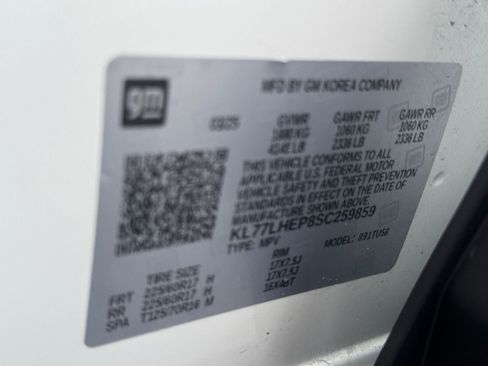 gm
MFD BY GM KOREA COMPANY
03/25 GVWR GAWR FRT GAWR RR
KG 1060 KG 1060 KG
LB 2336 LB 2336 LB
THIS VEHICLE CONFORMS TO ALL
APPLICABLE U.S. FEDERAL MOTOR
VEHICLE SAFETY AND THEFT PREVENTION
STANDARDS IN EFFECT ON THE DATE OF
MANUFACTURE SHOWN ABOVE.
KL77LHEP8SC259859
TYPE: MPV MODEL: 891TU58
TIRE SIZE RIM
FRT 225/60R17 H 17X7.5J
RR 225/60R17 H 17X7.5J
SPA T125/70R16 M 16X4.0T